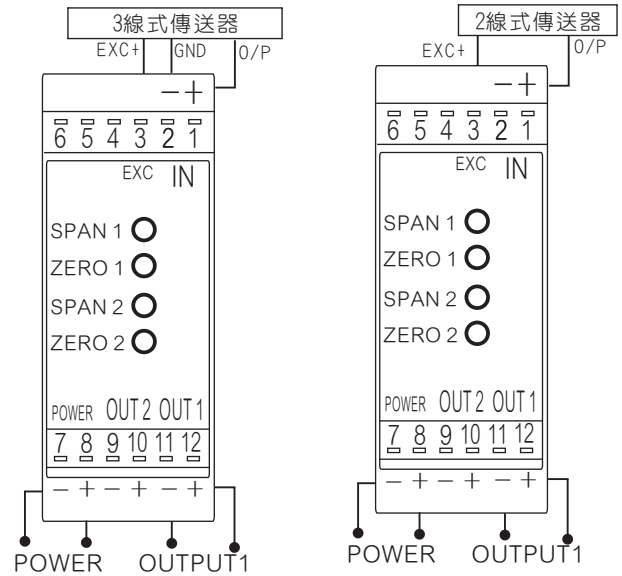 3線式傳送器
EXC+ GND O/P
− +
6 5 4 3 2 1
EXC IN
SPAN 1
ZERO 1
SPAN 2
ZERO 2
POWER OUT 2 OUT 1
7 8 9 10 11 12
− + − + − +
POWER OUTPUT1
2線式傳送器
EXC+ O/P
− +
6 5 4 3 2 1
EXC IN
SPAN 1
ZERO 1
SPAN 2
ZERO 2
POWER OUT 2 OUT 1
7 8 9 10 11 12
− + − + − +
POWER OUTPUT1